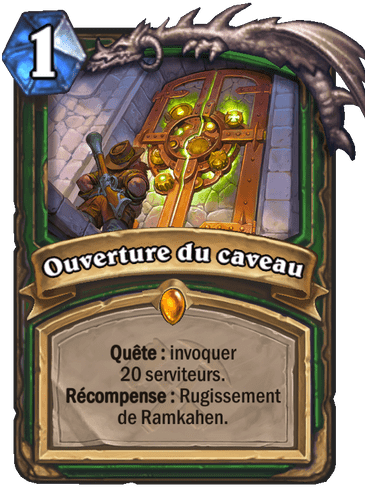 1
Ouverture du caveau
Quête : invoquer
20 serviteurs.
Récompense : Rugissement
de Ramkahen.